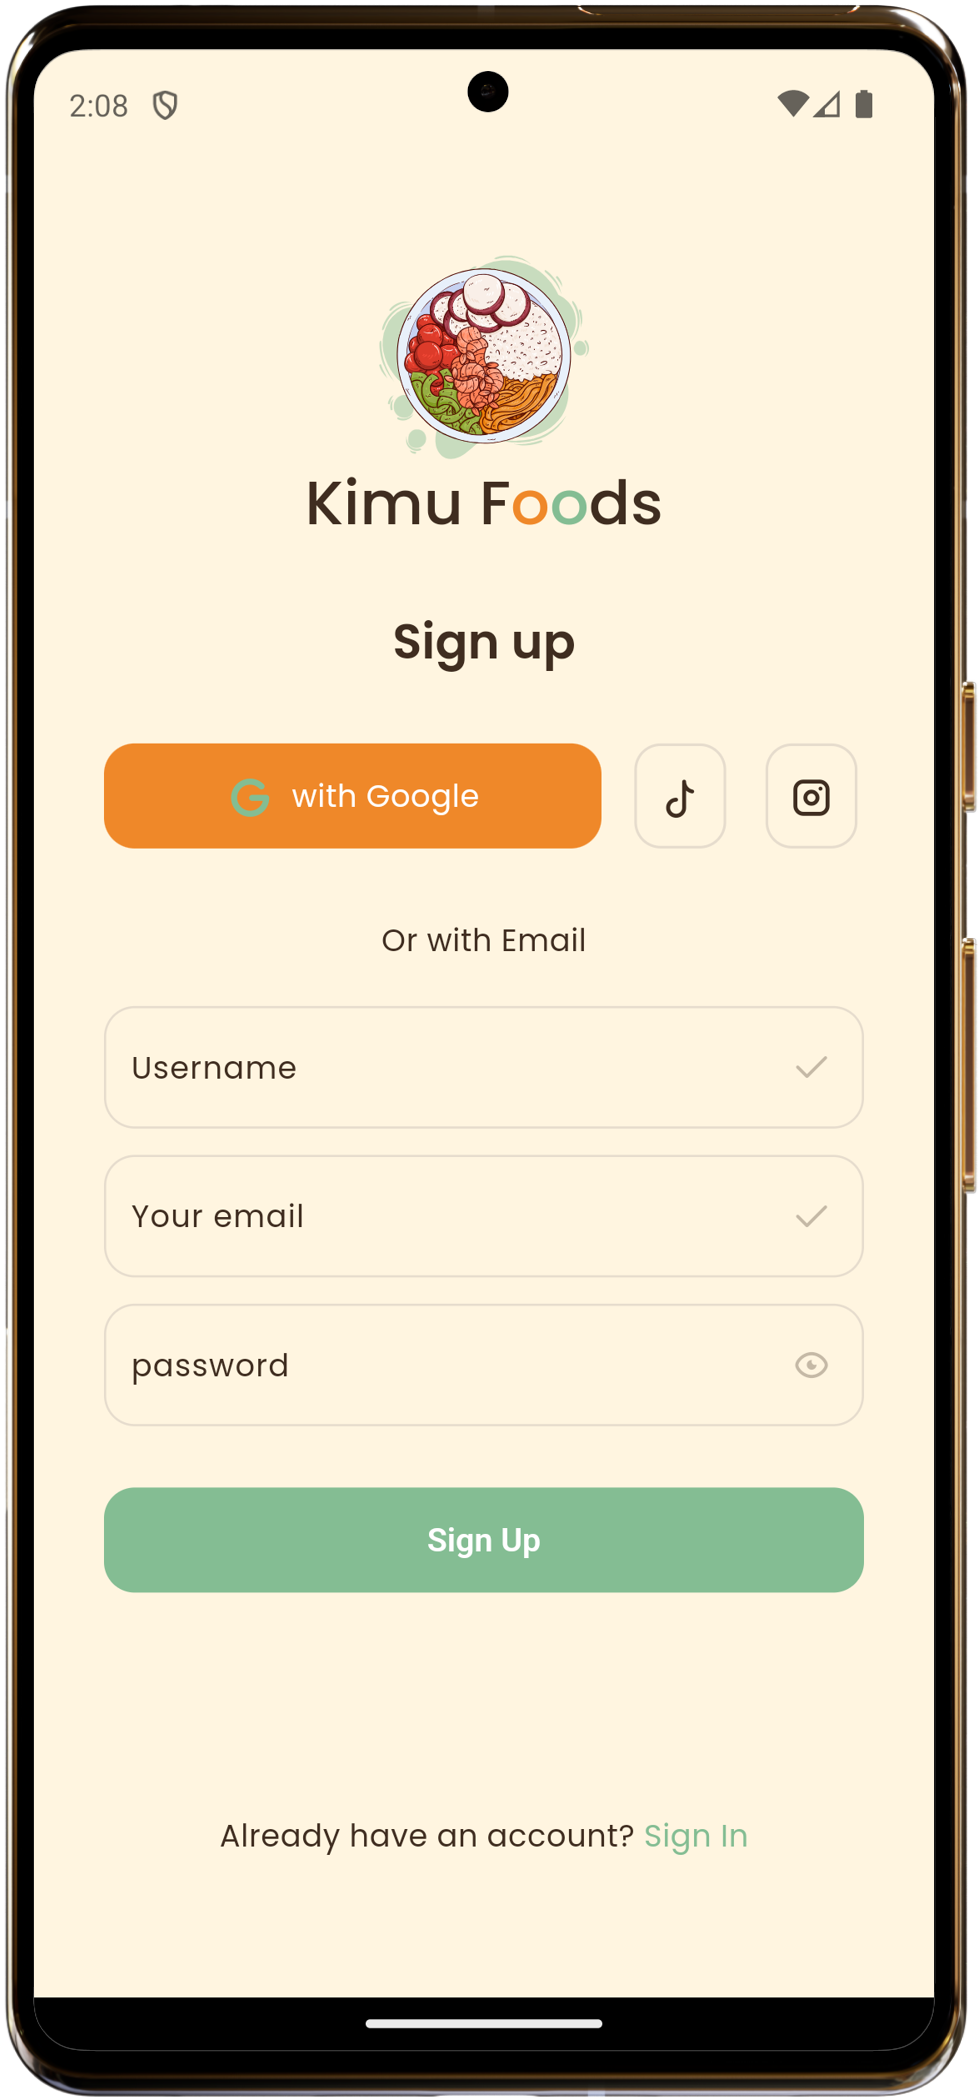 2:08
Kimu Foods
Sign up
G with Google
Or with Email
Username
Your email
password
Sign Up
Already have an account? Sign In